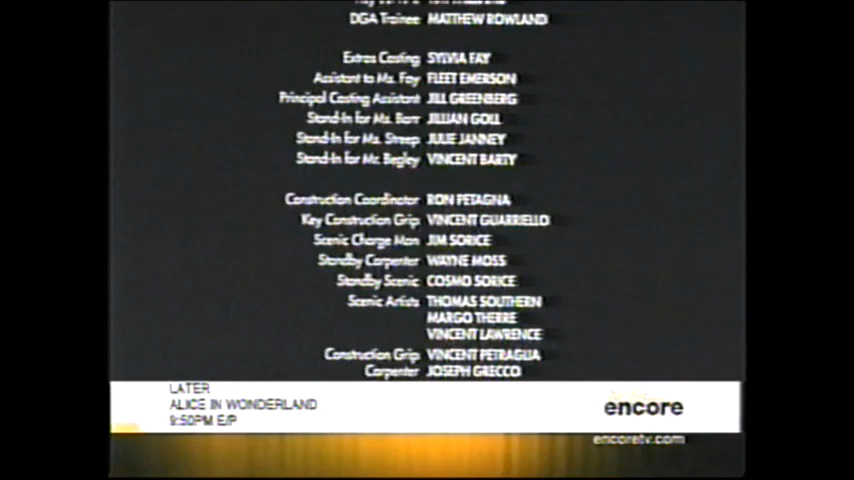 DGA Trainee MATTHEW ROWLAND
Extras Casting SYLVIA FAY
Assistant to Ms. Fay FLEET EMERSON
Principal Casting Assistant JILL GREENBERG
Stand-In for Ms. Barr JILLIAN GOLL
Stand-In for Ms. Streep JULIE JANNEY
Stand-In for Mr. Begley VINCENT BARTY
Construction Coordinator RON PETAGNA
Key Construction Grip VINCENT GUARRIELLO
Scenic Charge Man JIM SORICE
Standby Carpenter WAYNE MOSS
Standby Scenic COSMO SORICE
Scenic Artists THOMAS SOUTHERN
MARGO THERRE
VINCENT LAWRENCE
Construction Grip VINCENT PETRAGLIA
Carpenter JOSEPH GRECCO
LATER
ALICE IN WONDERLAND
9:50PM E/P
encore
encoretv.com